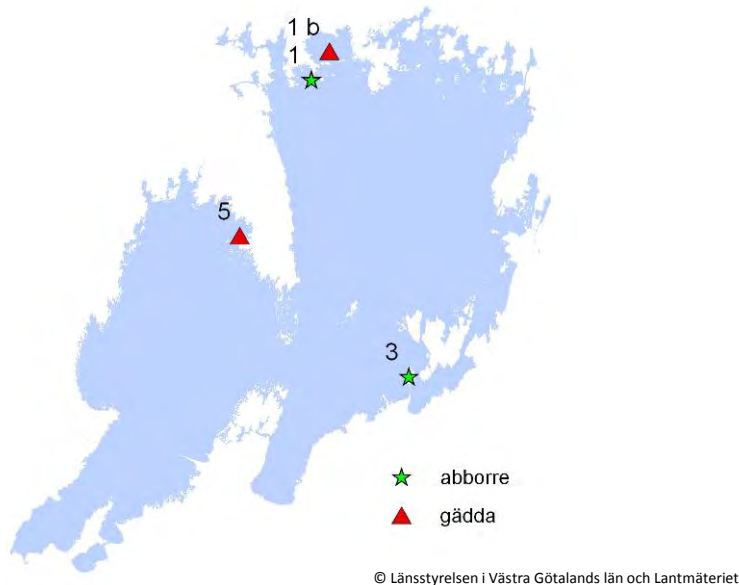 1 b
1
5
3
abborre
gädda
© Länsstyrelsen i Västra Götalands län och Lantmäteriet